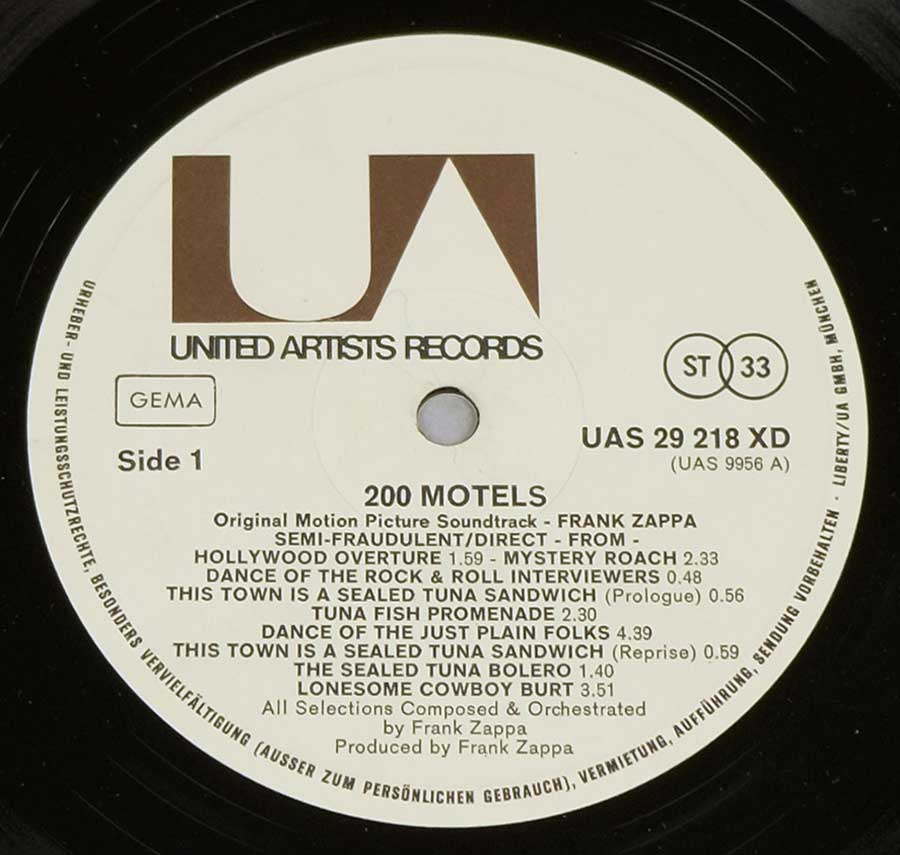 UA
UNITED ARTISTS RECORDS
GEMA
ST 33
Side 1
UAS 29 218 XD
(UAS 9956 A)
200 MOTELS
Original Motion Picture Soundtrack - FRANK ZAPPA
SEMI-FRAUDULENT/DIRECT - FROM -
HOLLYWOOD OVERTURE 1.59 - MYSTERY ROACH 2.33
DANCE OF THE ROCK & ROLL INTERVIEWERS 0.48
THIS TOWN IS A SEALED TUNA SANDWICH (Prologue) 0.56
TUNA FISH PROMENADE 2.30
DANCE OF THE JUST PLAIN FOLKS 4.39
THIS TOWN IS A SEALED TUNA SANDWICH (Reprise) 0.59
THE SEALED TUNA BOLERO 1.40
LONESOME COWBOY BURT 3.51
All Selections Composed & Orchestrated
by Frank Zappa
Produced by Frank Zappa
URHEBER- UND LEISTUNGSSCHUTZRECHTE, BESONDERS VERVIELFÄLTIGUNG (AUSSER ZUM PERSÖNLICHEN GEBRAUCH), VERMIETUNG, AUFFÜHRUNG, SENDUNG VORBEHALTEN · LIBERTY/UA GMBH, MÜNCHEN